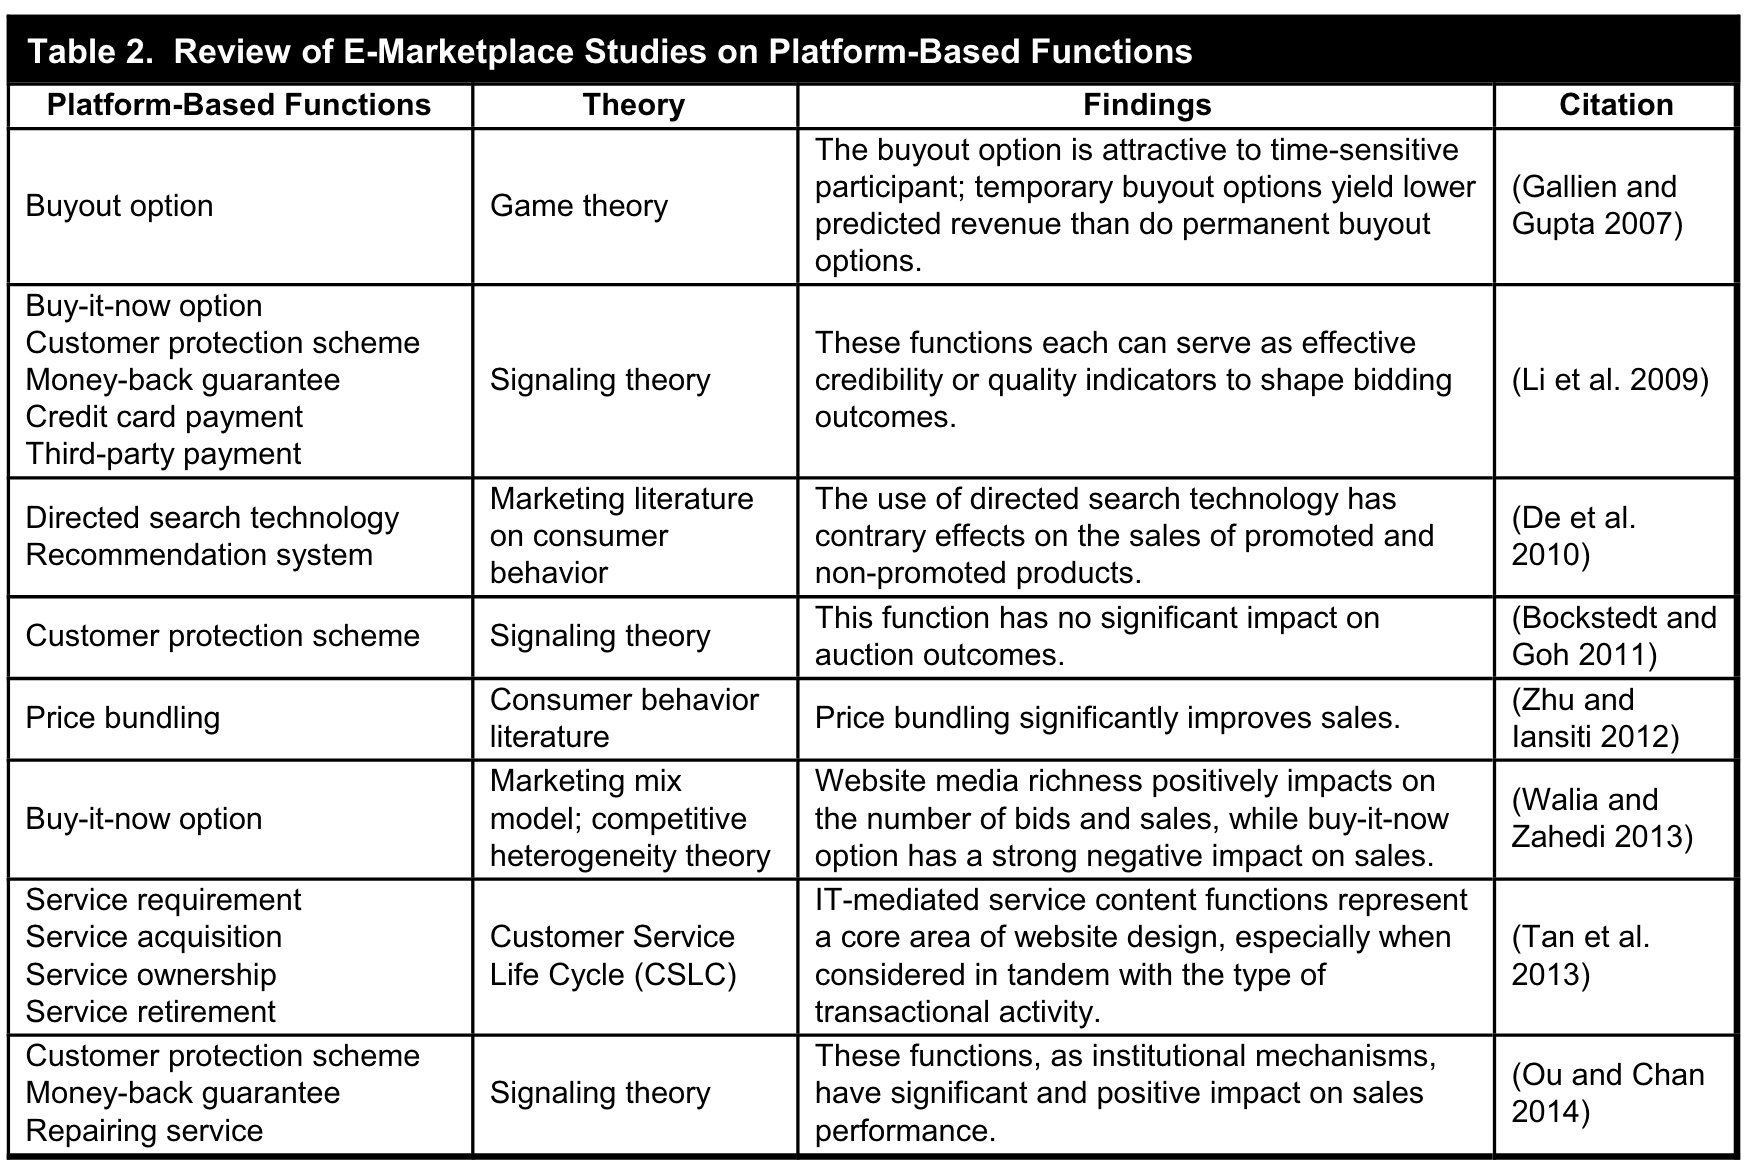 Table 2. Review of E-Marketplace Studies on Platform-Based Functions
Platform-Based Functions
Theory
Findings
Citation
Buyout option
Game theory
The buyout option is attractive to time-sensitive
participant; temporary buyout options yield lower
predicted revenue than do permanent buyout
options.
(Gallien and
Gupta 2007)
Buy-it-now option
Customer protection scheme
Money-back guarantee
Credit card payment
Third-party payment
Signaling theory
These functions each can serve as effective
credibility or quality indicators to shape bidding
outcomes.
(Li et al. 2009)
Directed search technology
Recommendation system
Marketing literature
on consumer
behavior
The use of directed search technology has
contrary effects on the sales of promoted and
non-promoted products.
(De et al.
2010)
Customer protection scheme
Signaling theory
This function has no significant impact on
auction outcomes.
(Bockstedt and
Goh 2011)
Price bundling
Consumer behavior
literature
Price bundling significantly improves sales.
(Zhu and
Iansiti 2012)
Buy-it-now option
Marketing mix
model; competitive
heterogeneity theory
Website media richness positively impacts on
the number of bids and sales, while buy-it-now
option has a strong negative impact on sales.
(Walia and
Zahedi 2013)
Service requirement
Service acquisition
Service ownership
Service retirement
Customer Service
Life Cycle (CSLC)
IT-mediated service content functions represent
a core area of website design, especially when
considered in tandem with the type of
transactional activity.
(Tan et al.
2013)
Customer protection scheme
Money-back guarantee
Repairing service
Signaling theory
These functions, as institutional mechanisms,
have significant and positive impact on sales
performance.
(Ou and Chan
2014)